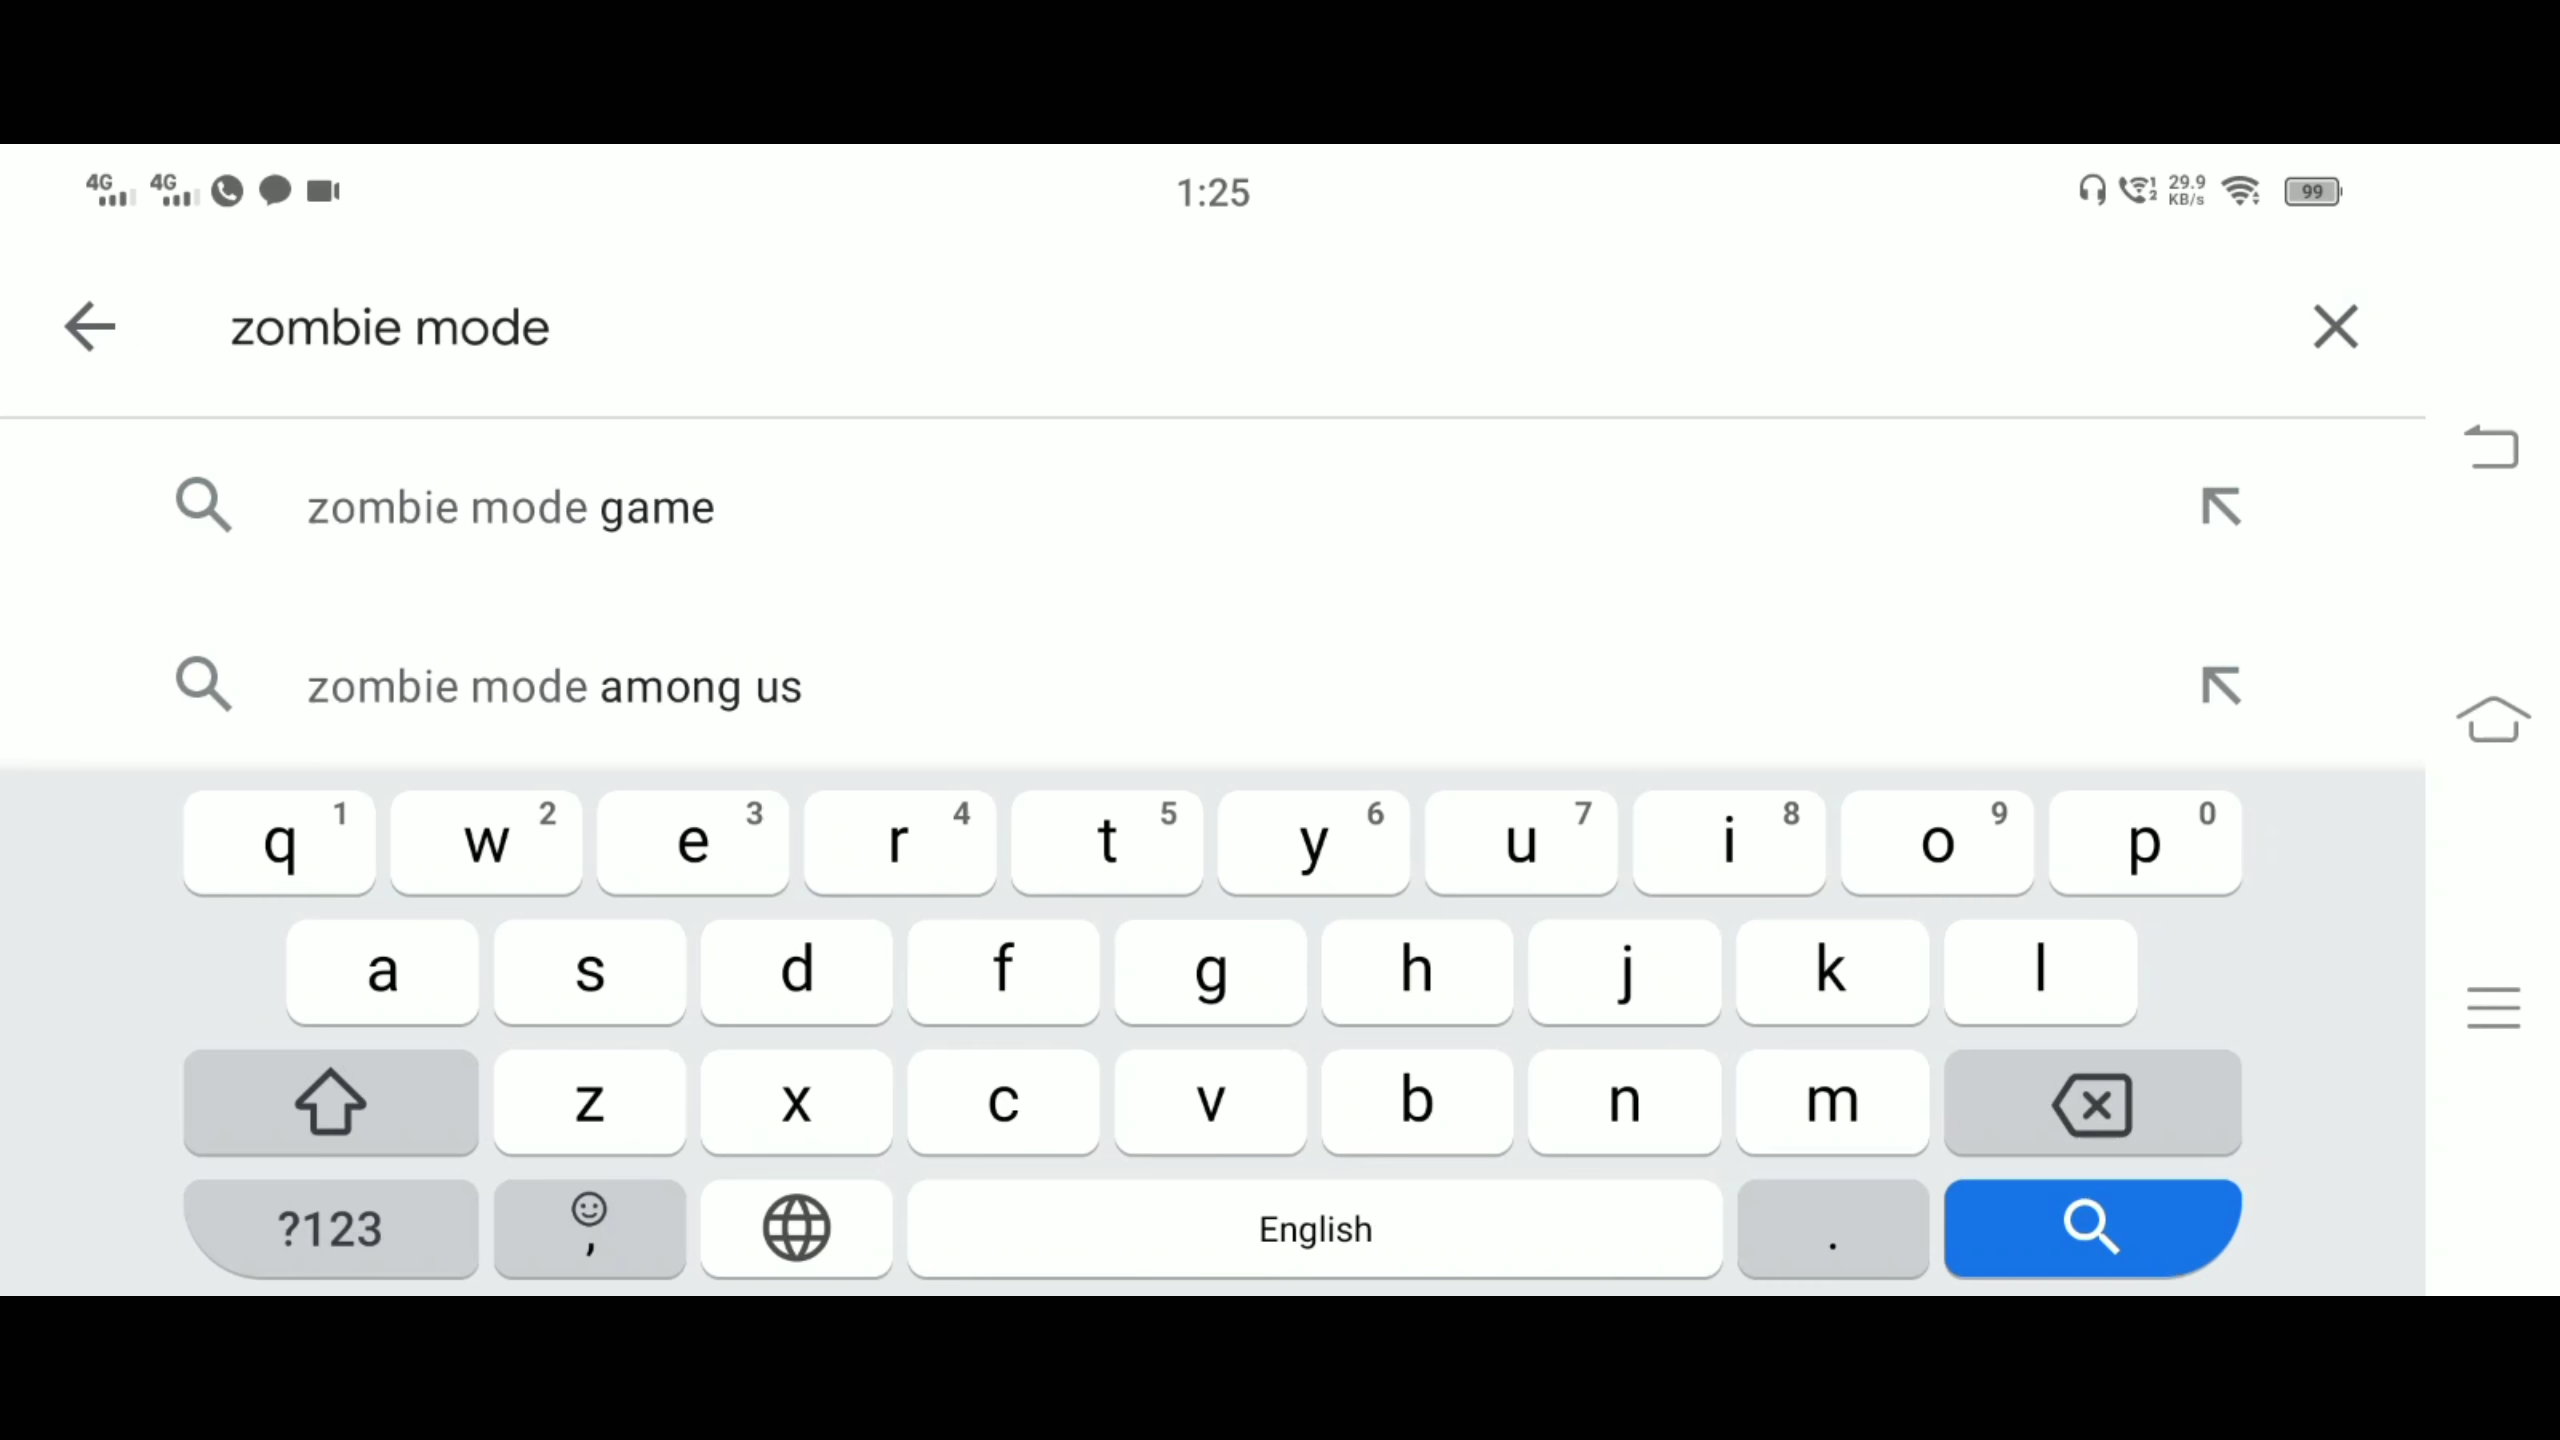 4G 4G 1:25 29.9 KB/s 99
zombie mode
zombie mode game
zombie mode among us
q 1 w 2 e 3 r 4 t 5 y 6 u 7 i 8 o 9 p 0
a s d f g h j k l
z x c v b n m
?123 , English .